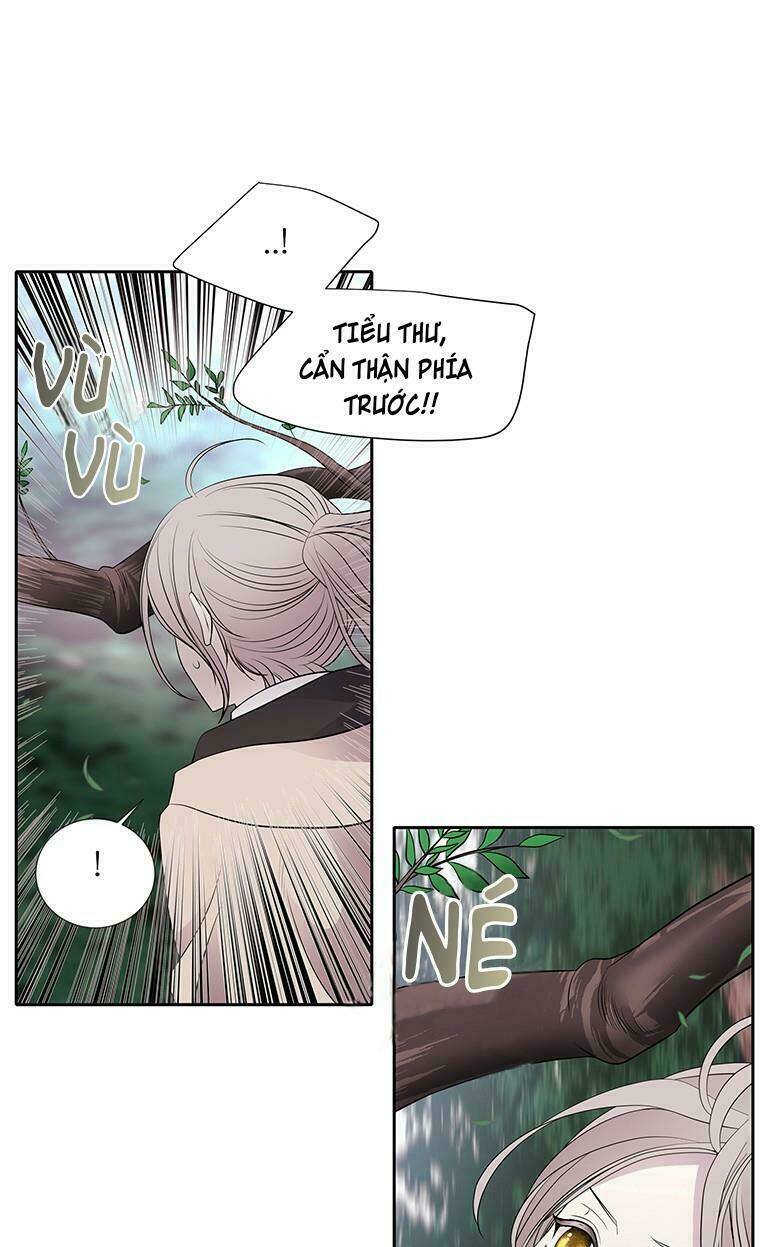 ..!
TIỂU THƯ,
CẨN THẬN PHÍA
TRƯỚC!!
VÙ
VÙ
!
NÉ